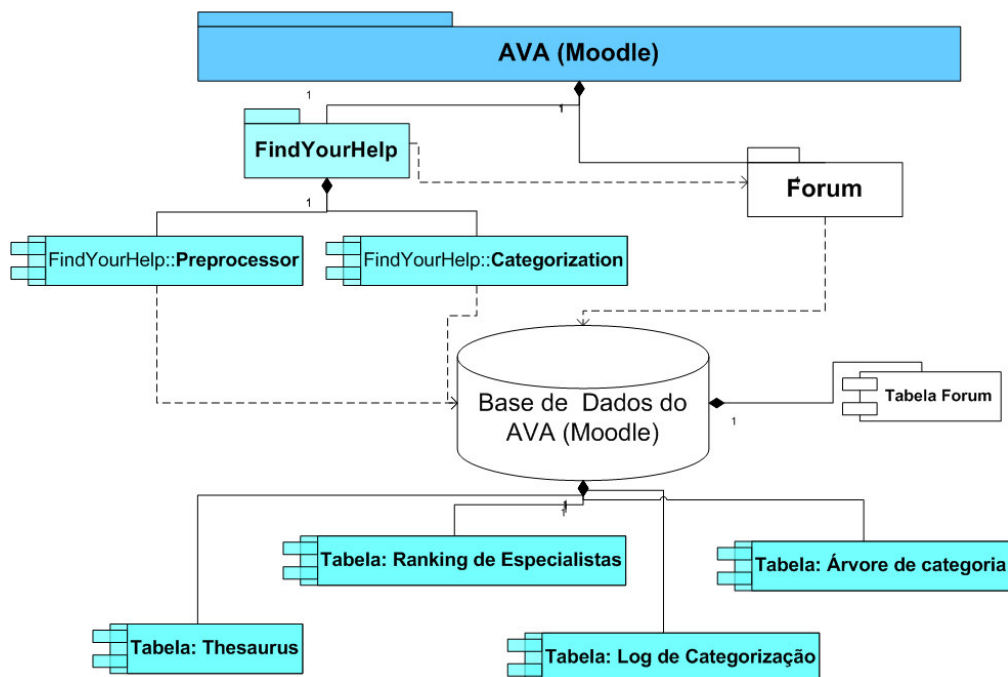 AVA (Moodle)
1
1
FindYourHelp
Forum
1
FindYourHelp::Preprocessor
FindYourHelp::Categorization
Base de Dados do
AVA (Moodle)
1
Tabela Forum
1
Tabela: Ranking de Especialistas
Tabela: Árvore de categoria
Tabela: Thesaurus
Tabela: Log de Categorização